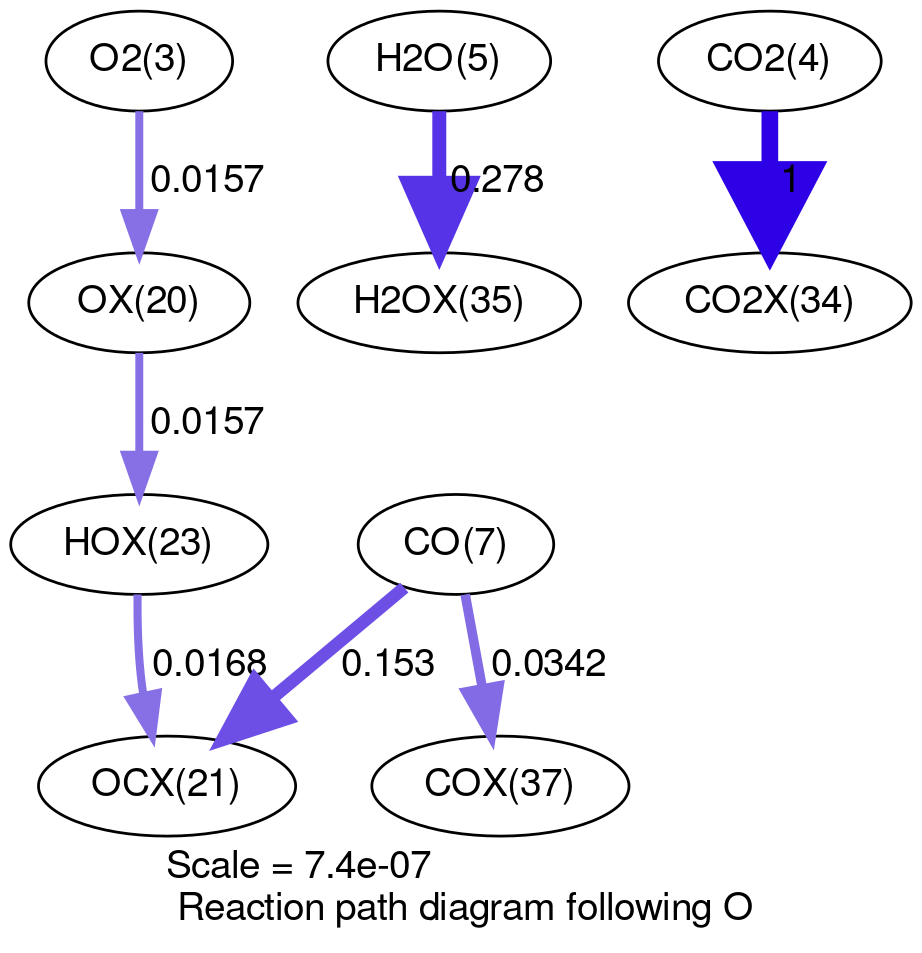 O2(3)
H2O(5)
CO2(4)
0.0157
0.278
1
OX(20)
H2OX(35)
CO2X(34)
0.0157
HOX(23)
CO(7)
0.0168
0.153
0.0342
OCX(21)
COX(37)
Scale = 7.4e-07
Reaction path diagram following O